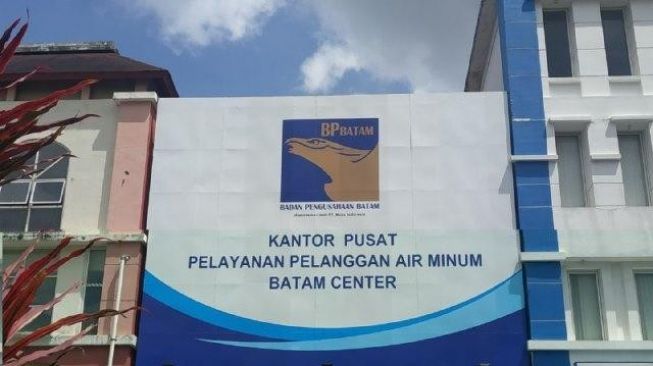 BP BATAM
BADAN PENGUSAHAAN BATAM
KANTOR PUSAT
PELAYANAN PELANGGAN AIR MINUM
BATAM CENTER